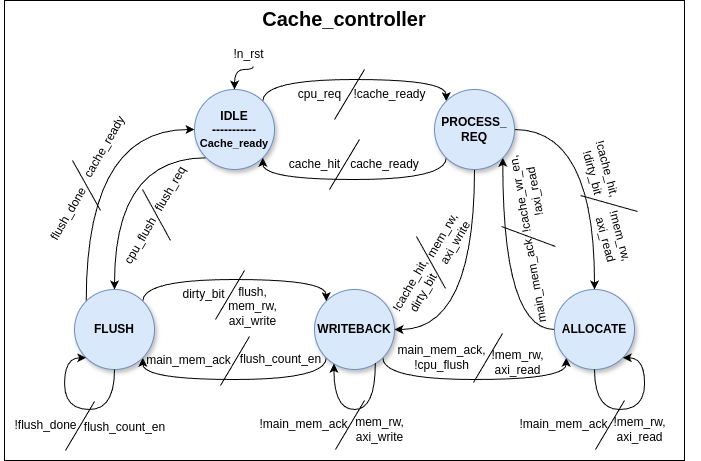 Cache_controller
!n_rst
IDLE
------------
Cache_ready
cpu_req
!cache_ready
PROCESS_
REQ
cache_hit
cache_ready
flush_done
cache_ready
cpu_flush
flush_req
!cache_hit,
!dirty_bit
!mem_rw,
axi_read
main_mem_ack
!cache_wr_en,
!axi_read
!cache_hit,
dirty_bit,
mem_rw,
axi_write
FLUSH
dirty_bit
flush,
mem_rw,
axi_write
WRITEBACK
ALLOCATE
main_mem_ack
flush_count_en
main_mem_ack,
!cpu_flush
!mem_rw,
axi_read
!flush_done
flush_count_en
!main_mem_ack
mem_rw,
axi_write
!main_mem_ack
!mem_rw,
axi_read